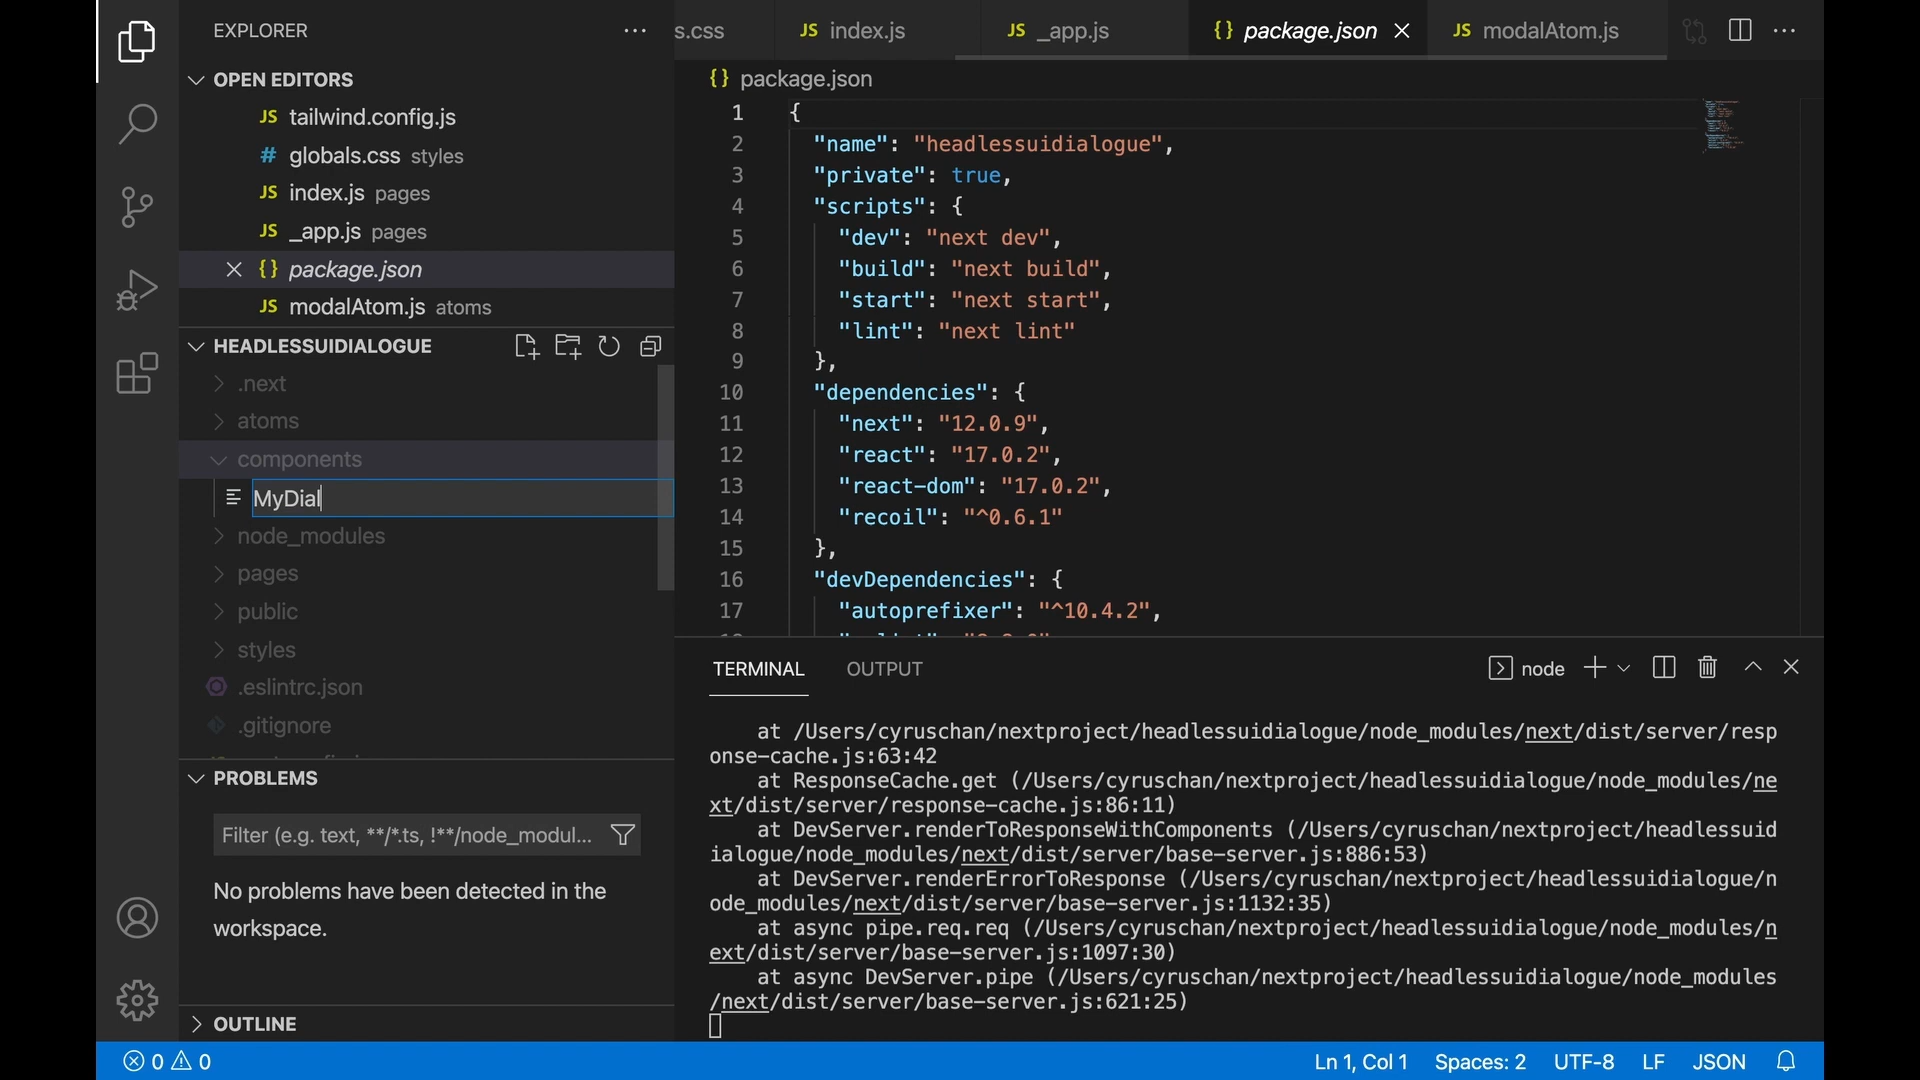 EXPLORER
OPEN EDITORS
JS tailwind.config.js
# globals.css styles
JS index.js pages
JS _app.js pages
{} package.json
JS modalAtom.js atoms
HEADLESSUIDIALOGUE
.next
atoms
components
MyDial
node_modules
pages
public
styles
.eslintrc.json
.gitignore
PROBLEMS
Filter (e.g. text, **/*.ts, !**/node_modul...
No problems have been detected in the
workspace.
OUTLINE
s.css JS index.js JS _app.js {} package.json JS modalAtom.js
{} package.json
1 {
2 "name": "headlessuidialogue",
3 "private": true,
4 "scripts": {
5 "dev": "next dev",
6 "build": "next build",
7 "start": "next start",
8 "lint": "next lint"
9 },
10 "dependencies": {
11 "next": "12.0.9",
12 "react": "17.0.2",
13 "react-dom": "17.0.2",
14 "recoil": "^0.6.1"
15 },
16 "devDependencies": {
17 "autoprefixer": "^10.4.2",
TERMINAL OUTPUT node
at /Users/cyruschan/nextproject/headlessuidialogue/node_modules/next/dist/server/resp
onse-cache.js:63:42
at ResponseCache.get (/Users/cyruschan/nextproject/headlessuidialogue/node_modules/ne
xt/dist/server/response-cache.js:86:11)
at DevServer.renderToResponseWithComponents (/Users/cyruschan/nextproject/headlessuid
ialogue/node_modules/next/dist/server/base-server.js:886:53)
at DevServer.renderErrorToResponse (/Users/cyruschan/nextproject/headlessuidialogue/n
ode_modules/next/dist/server/base-server.js:1132:35)
at async pipe.req.req (/Users/cyruschan/nextproject/headlessuidialogue/node_modules/n
ext/dist/server/base-server.js:1097:30)
at async DevServer.pipe (/Users/cyruschan/nextproject/headlessuidialogue/node_modules
/next/dist/server/base-server.js:621:25)
0 0 Ln 1, Col 1 Spaces: 2 UTF-8 LF JSON